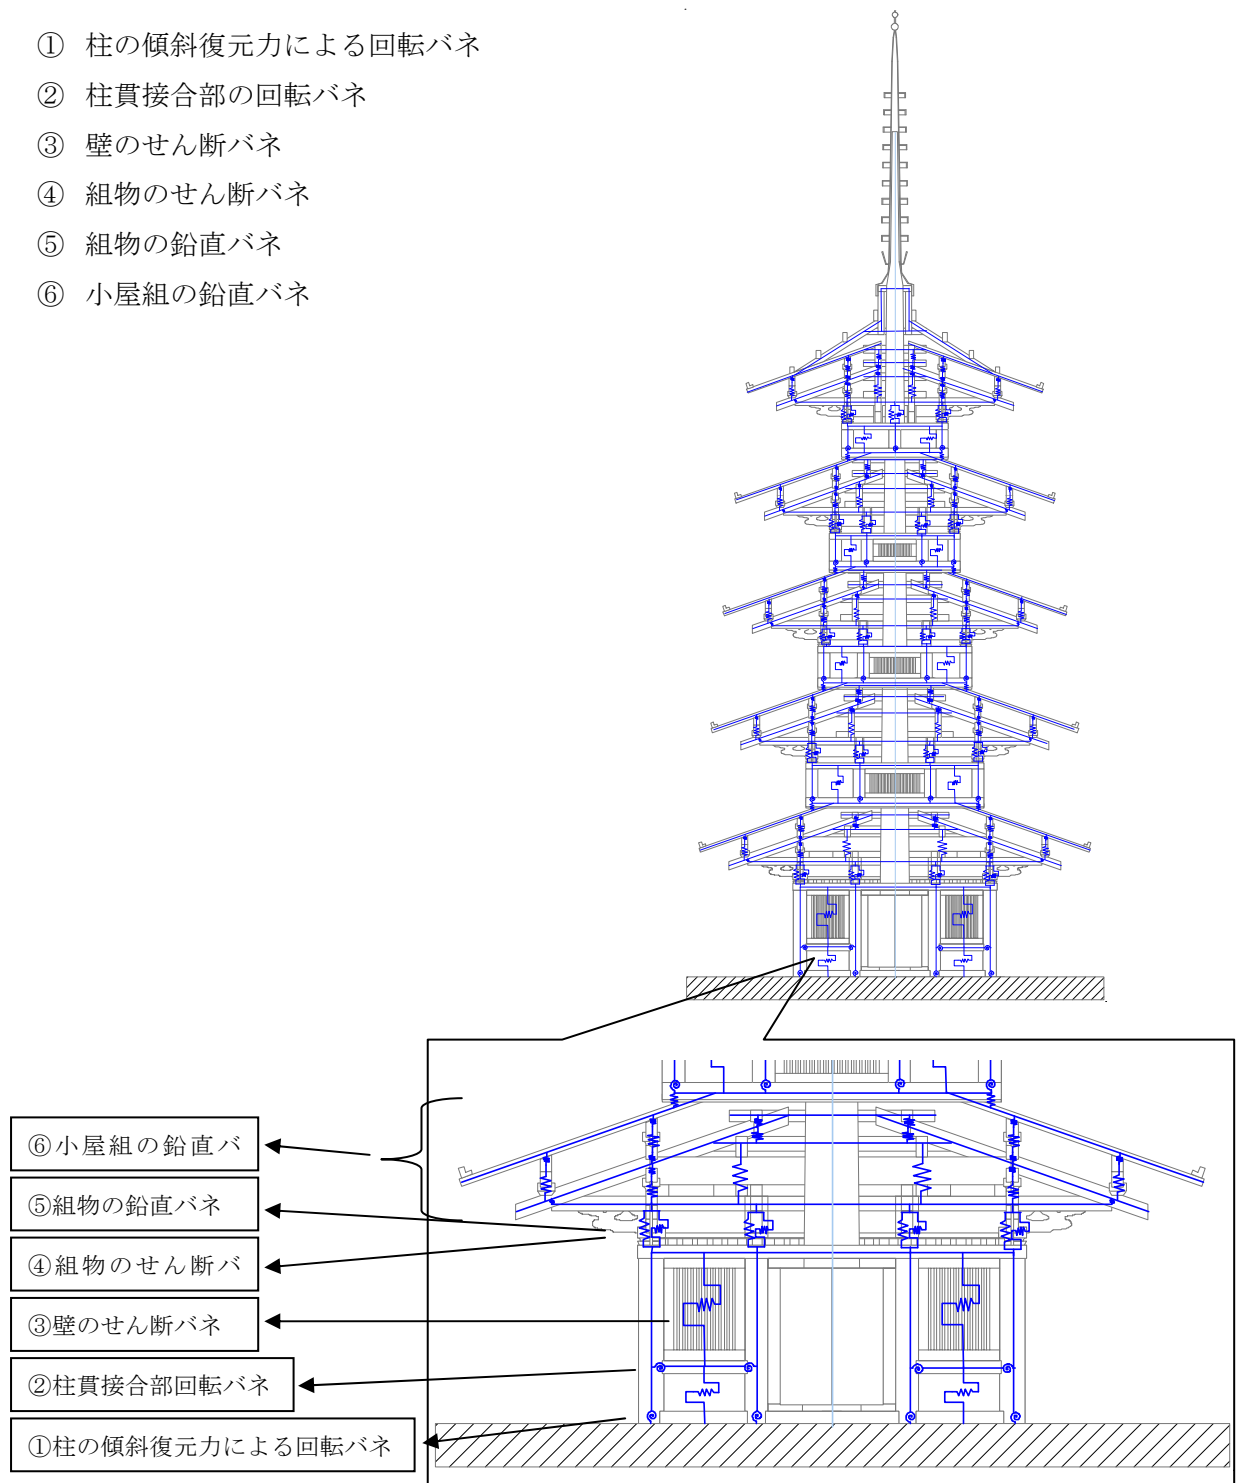 ① 柱の傾斜復元力による回転バネ
② 柱貫接合部の回転バネ
③ 壁のせん断バネ
④ 組物のせん断バネ
⑤ 組物の鉛直バネ
⑥ 小屋組の鉛直バネ
⑥小屋組の鉛直バ
⑤組物の鉛直バネ
④組物のせん断バ
③壁のせん断バネ
②柱貫接合部回転バネ
①柱の傾斜復元力による回転バネ